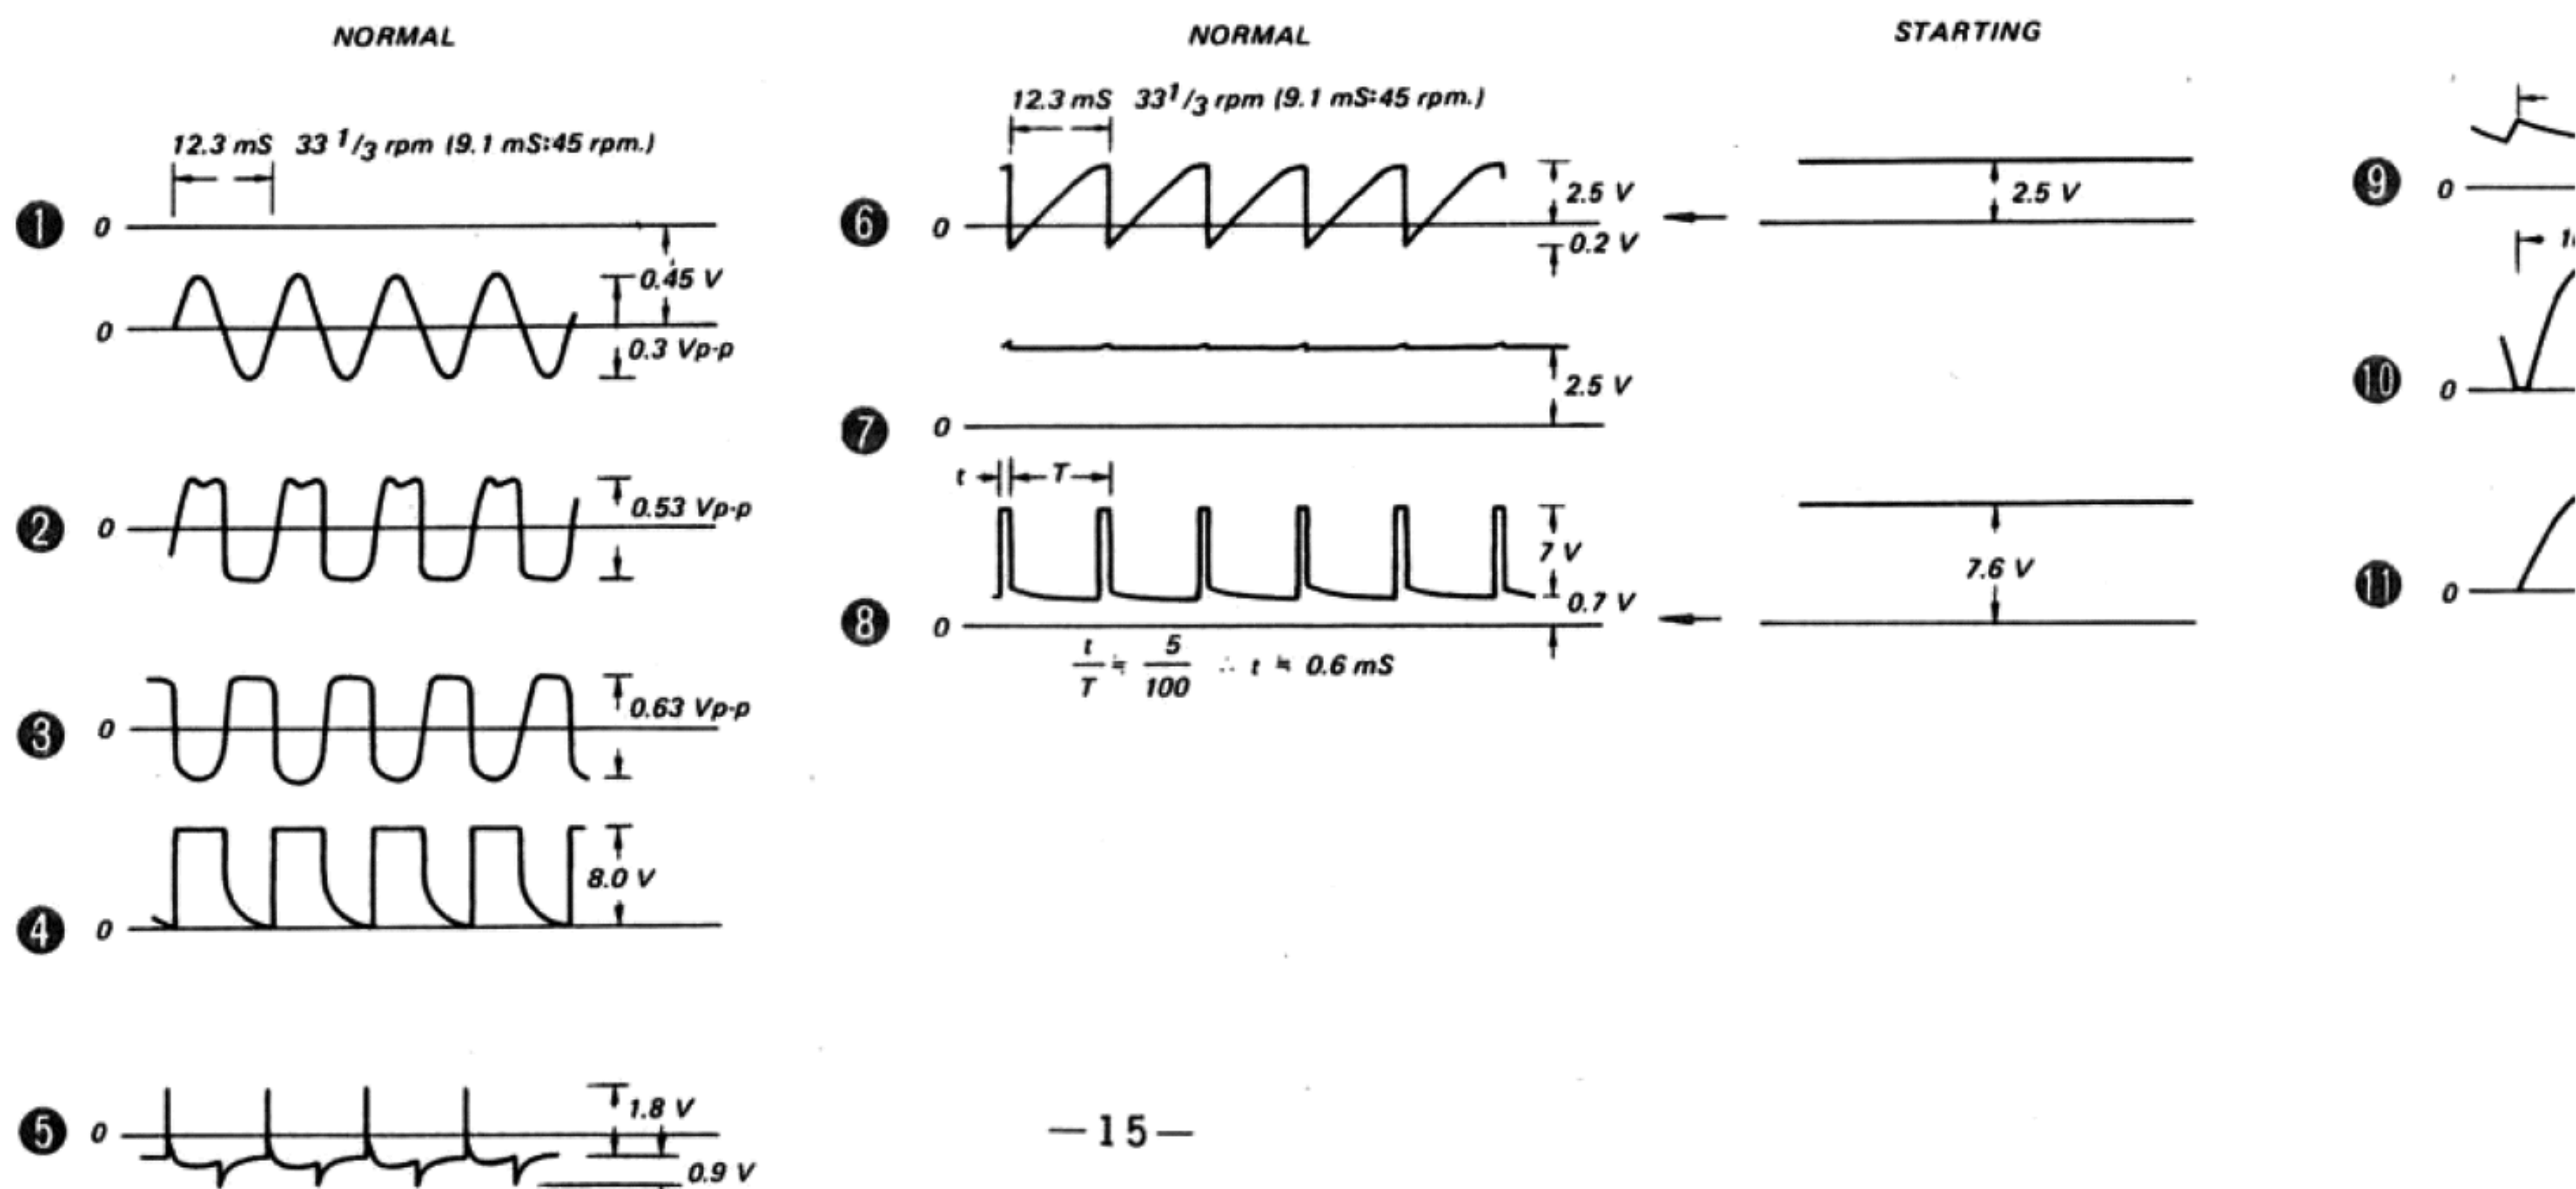 NORMAL
12.3 mS 33 1/3 rpm (9.1 mS:45 rpm.)
1 0
0.45 V
0
0.3 Vp-p
2 0
0.53 Vp-p
3 0
0.63 Vp-p
4 0
8.0 V
5 0
1.8 V
0.9 V
NORMAL
12.3 mS 33 1/3 rpm (9.1 mS:45 rpm.)
6 0
2.5 V
0.2 V
7 0
2.5 V
t T
8 0
7 V
0.7 V
t/T ≒ 5/100 ∴ t ≒ 0.6 mS
STARTING
2.5 V
7.6 V
9 0
10 0
11 0
—15—